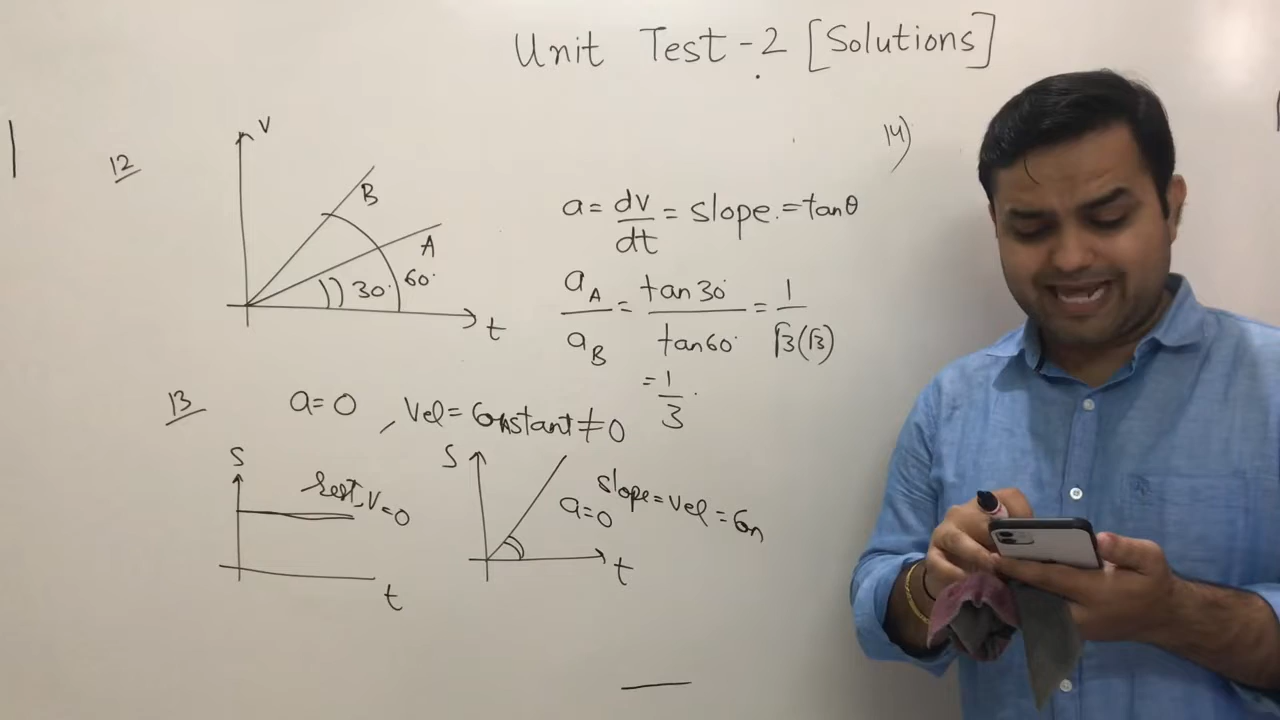 Unit Test-2 [Solutions]
12
v
B
A
30°
60°
t
a = dv/dt = slope. = tanθ
a_A/a_B = tan30°/tan60° = 1/√3(√3)
= 1/3
13
a=0, Vel = Constant ≠ 0
S
rest, V=0
t
S
a=0
slope = vel = Con
t
14)